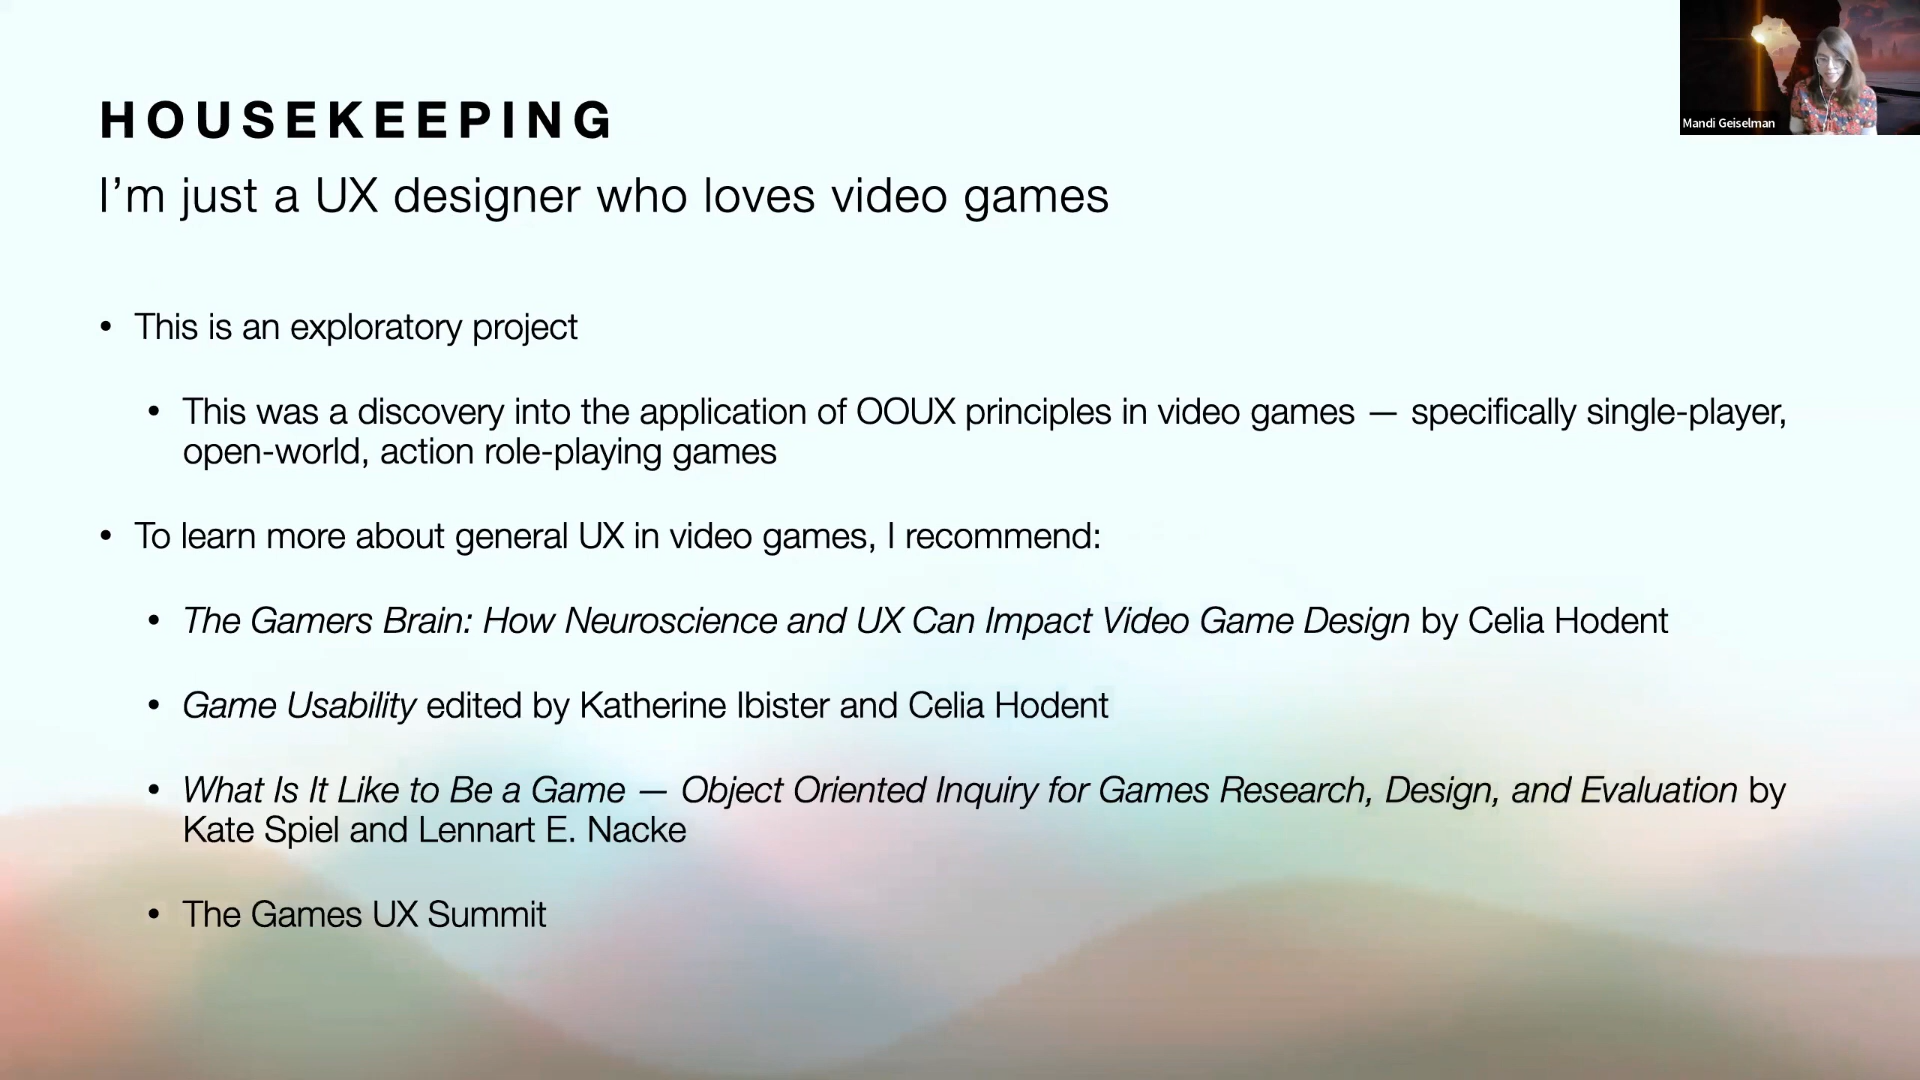 HOUSEKEEPING
Mandi Geiselman
I’m just a UX designer who loves video games
• This is an exploratory project
• This was a discovery into the application of OOUX principles in video games — specifically single-player,
open-world, action role-playing games
• To learn more about general UX in video games, I recommend:
• The Gamers Brain: How Neuroscience and UX Can Impact Video Game Design by Celia Hodent
• Game Usability edited by Katherine Ibister and Celia Hodent
• What Is It Like to Be a Game — Object Oriented Inquiry for Games Research, Design, and Evaluation by
Kate Spiel and Lennart E. Nacke
• The Games UX Summit